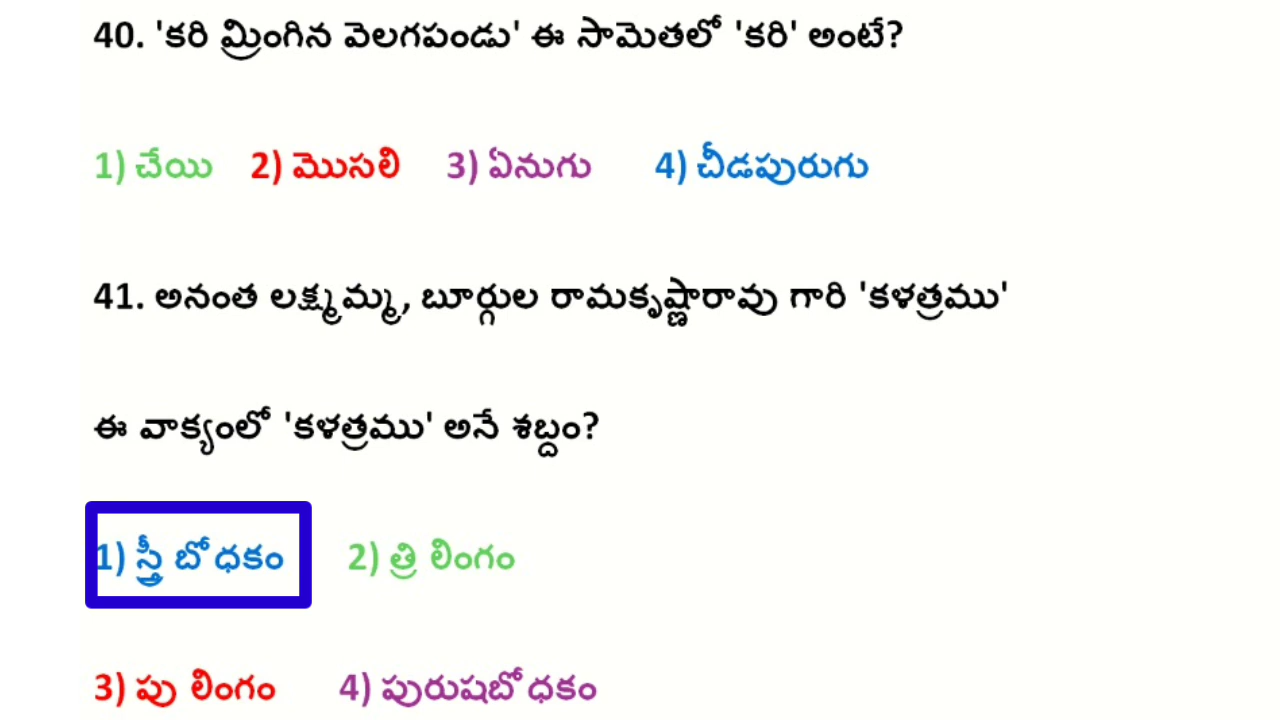 40. 'కరి మ్రింగిన వెలగపండు' ఈ సామెతలో 'కరి' అంటే?
1) చేయి 2) మొసలి 3) ఏనుగు 4) చీడపురుగు
41. అనంత లక్ష్మమ్మ, బూర్గుల రామకృష్ణారావు గారి 'కళత్రము'
ఈ వాక్యంలో 'కళత్రము' అనే శబ్దం?
1) స్త్రీ బోధకం 2) త్రి లింగం
3) పు లింగం 4) పురుషబోధకం